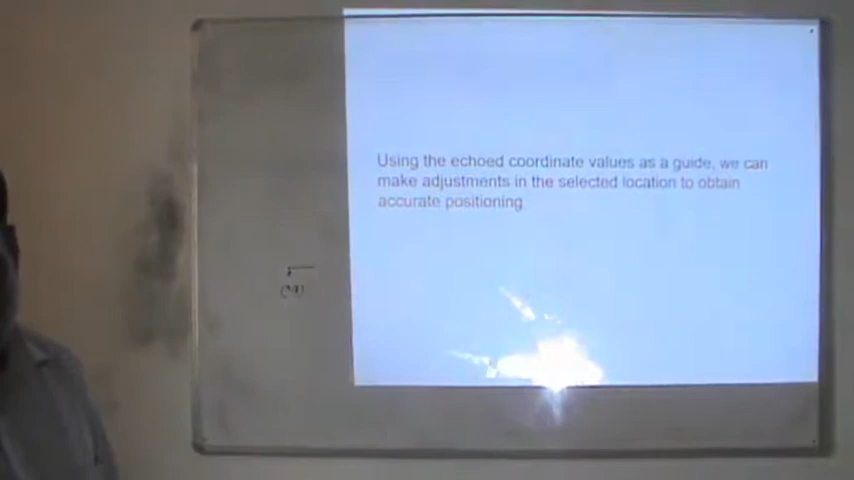 Using the echoed coordinate values as a guide, we can
make adjustments in the selected location to obtain
accurate positioning.